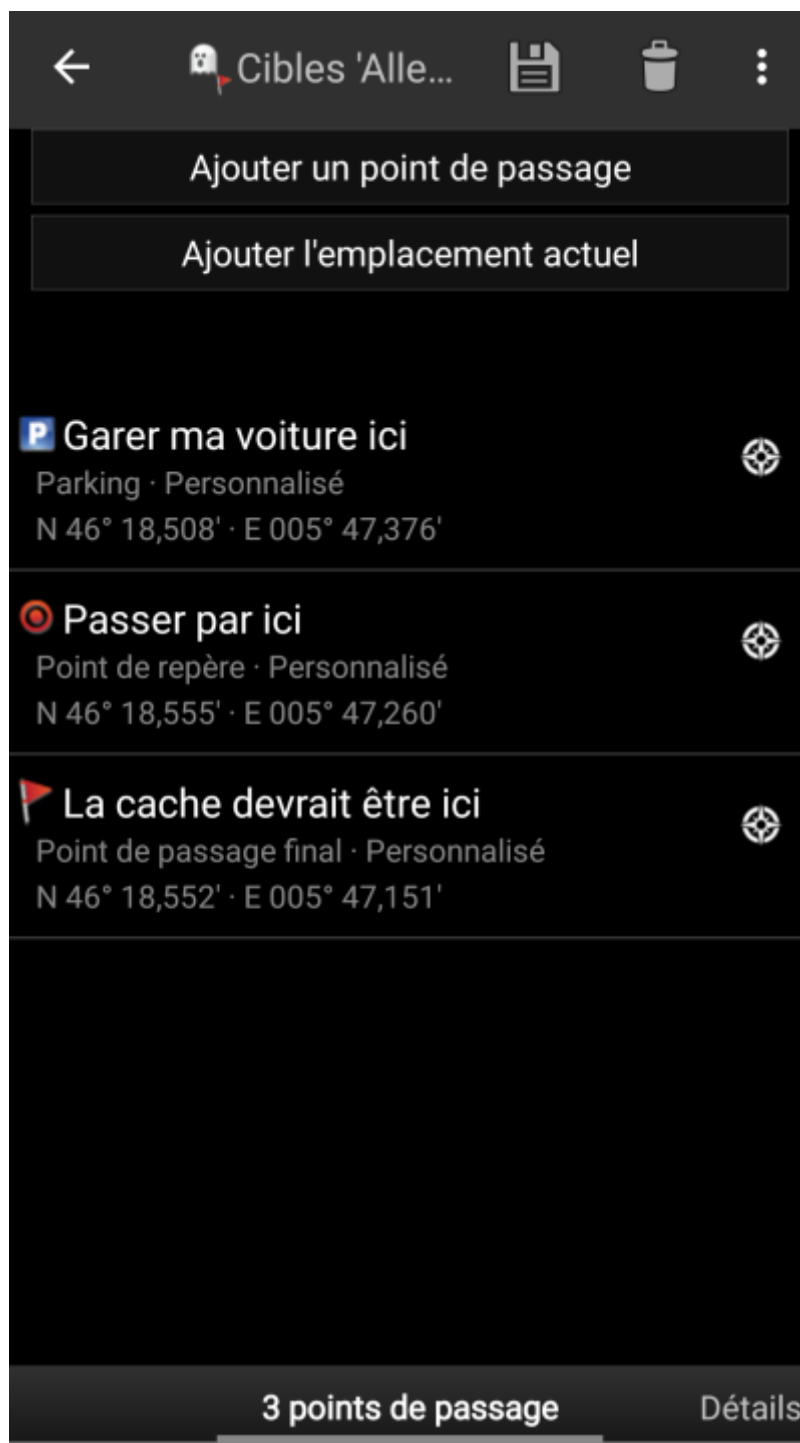 Cibles 'Alle...
Ajouter un point de passage
Ajouter l'emplacement actuel
P Garer ma voiture ici
Parking · Personnalisé
N 46° 18,508' · E 005° 47,376'
Passer par ici
Point de repère · Personnalisé
N 46° 18,555' · E 005° 47,260'
La cache devrait être ici
Point de passage final · Personnalisé
N 46° 18,552' · E 005° 47,151'
3 points de passage Détails